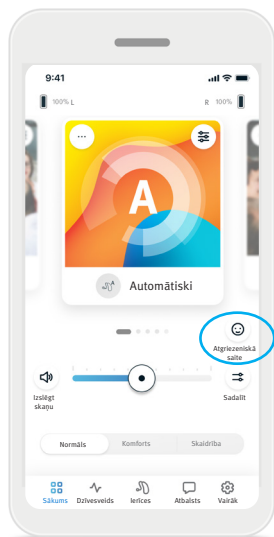 9:41
100% L
R 100%
A
Automātiski
Atgriezeniskā
saite
Izslēgt
skaņu
Sadalīt
Normāls
Komforts
Skaidrība
Sākums
Dzīvesveids
Ierīces
Atbalsts
Vairāk